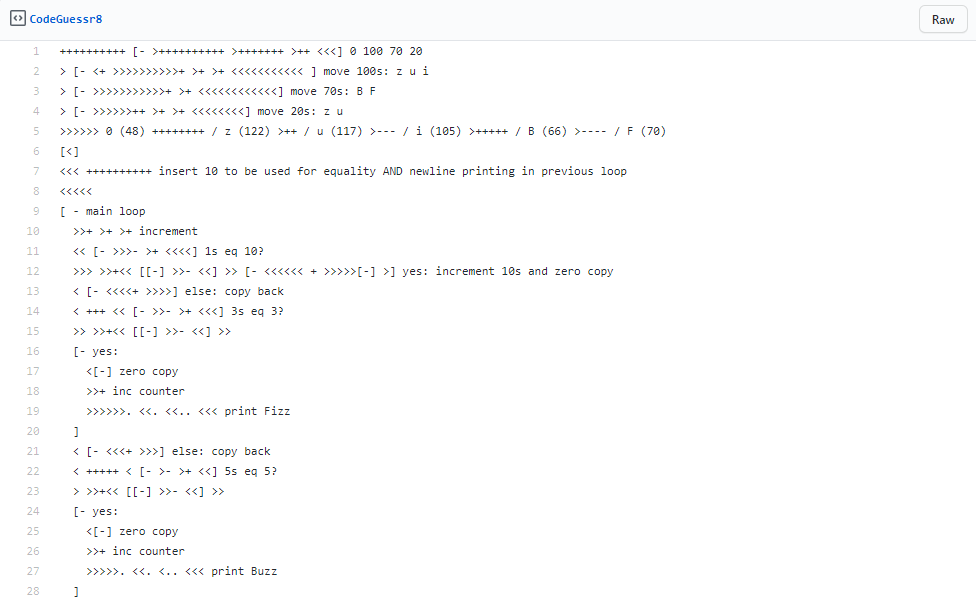 CodeGuessr8
Raw
1 ++++++++++ [- >++++++++++ >+++++++ >++ <<<] 0 100 70 20
2 > [- <+ >>>>>>>>>>+ >+ >+ <<<<<<<<<<< ] move 100s: z u i
3 > [- >>>>>>>>>>>+ >+ <<<<<<<<<<<<] move 70s: B F
4 > [- >>>>>>++ >+ >+ <<<<<<<<] move 20s: z u
5 >>>>>> 0 (48) ++++++++ / z (122) >++ / u (117) >--- / i (105) >+++++ / B (66) >---- / F (70)
6 [<]
7 <<< ++++++++++ insert 10 to be used for equality AND newline printing in previous loop
8 <<<<<
9 [ - main loop
10 >>+ >+ >+ increment
11 << [- >>>- >+ <<<<] 1s eq 10?
12 >>> >>+<< [[-] >>- <<] >> [- <<<<<< + >>>>>[-] >] yes: increment 10s and zero copy
13 < [- <<<<+ >>>>] else: copy back
14 < +++ << [- >>- >+ <<<] 3s eq 3?
15 >> >>+<< [[-] >>- <<] >>
16 [- yes:
17 <[-] zero copy
18 >>+ inc counter
19 >>>>>>. <<. <<.. <<< print Fizz
20 ]
21 < [- <<<+ >>>] else: copy back
22 < +++++ < [- >- >+ <<] 5s eq 5?
23 > >>+<< [[-] >>- <<] >>
24 [- yes:
25 <[-] zero copy
26 >>+ inc counter
27 >>>>>. <<. <.. <<< print Buzz
28 ]